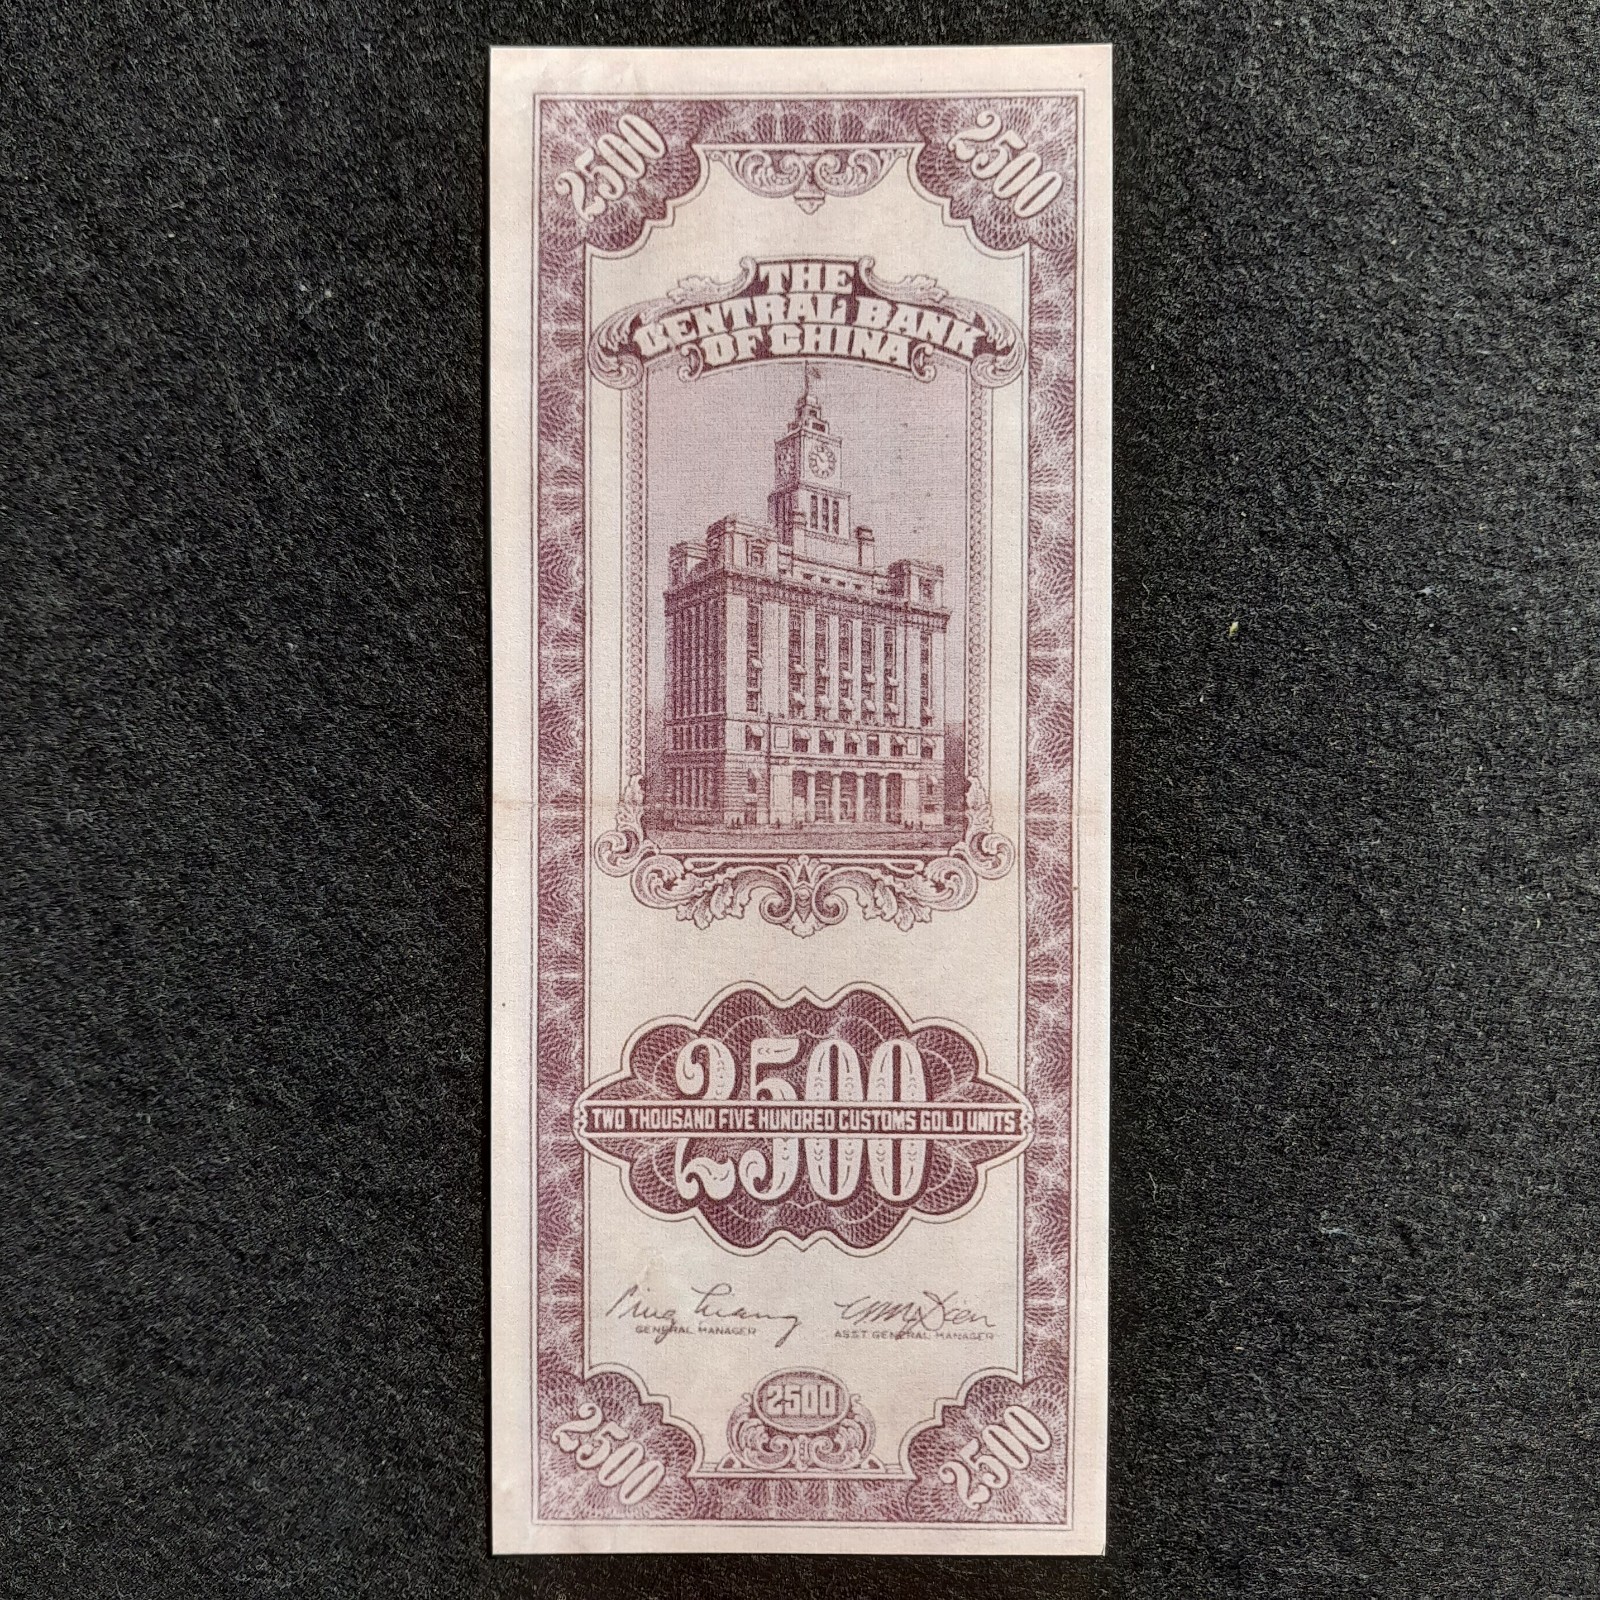 2500 2500
THE
CENTRAL BANK
OF CHINA
2500
TWO THOUSAND FIVE HUNDRED CUSTOMS GOLD UNITS
GENERAL MANAGER ASS'T GENERAL MANAGER
2500
2500 2500